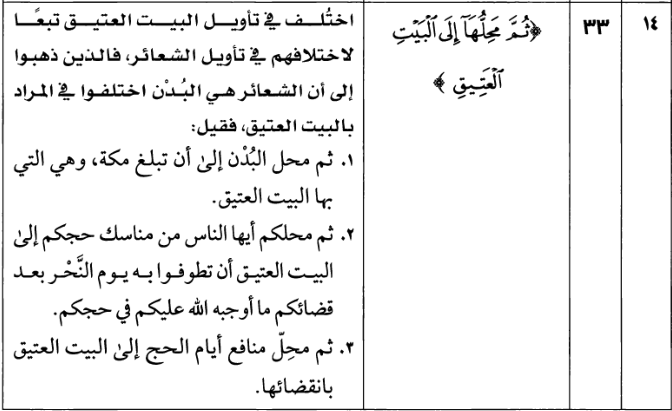 ١٤
٣٣
﴿ثُمَّ مَحِلُّهَآ إِلَى ٱلْبَيْتِ
ٱلْعَتِيقِ ﴾
اختُلف في تأويل البيت العتيق تبعًا
لاختلافهم في تأويل الشعائر، فالذين ذهبوا
إلى أن الشعائر هي البُدْن اختلفوا في المراد
بالبيت العتيق، فقيل:
١. ثم محل البُدْن إلىٰ أن تبلغ مكة، وهي التي
بها البيت العتيق.
٢. ثم محلكم أيها الناس من مناسك حجكم إلىٰ
البيت العتيق أن تطوفوا به يوم النَّحْر بعد
قضائكم ما أوجبه الله عليكم في حجكم.
٣. ثم محِلّ منافع أيام الحج إلىٰ البيت العتيق
بانقضائها.